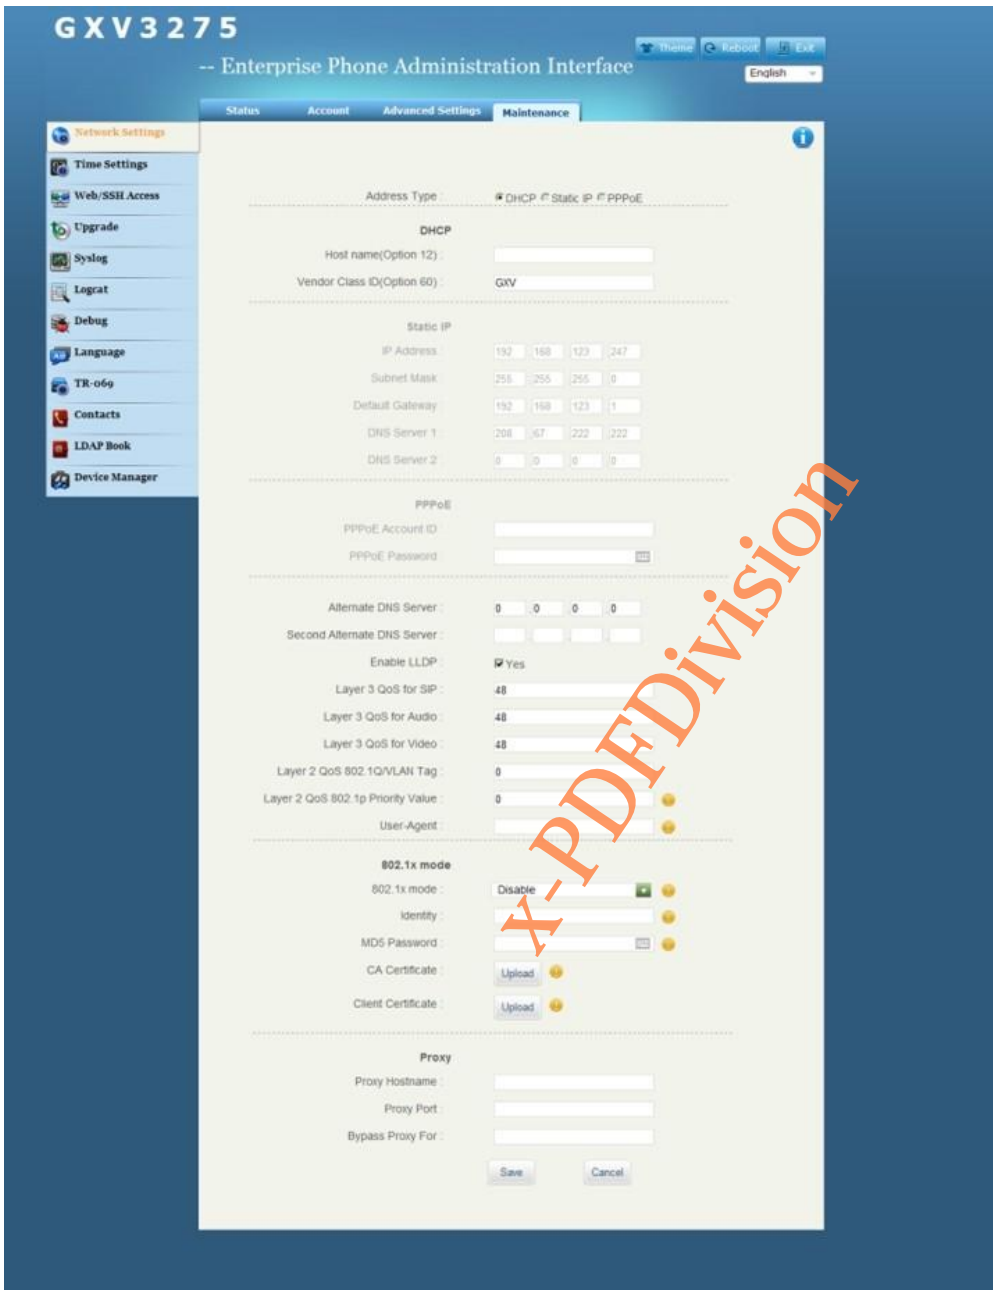 GXV3275
-- Enterprise Phone Administration Interface
Theme Reboot Exit
English
Status Account Advanced Settings Maintenance
Network Settings
Time Settings
Web/SSH Access
Upgrade
Syslog
Logcat
Debug
Language
TR-069
Contacts
LDAP Book
Device Manager
Address Type : DHCP Static IP PPPoE
DHCP
Host name(Option 12) :
Vendor Class ID(Option 60) : GXV
Static IP
IP Address : 192 . 168 . 123 . 247
Subnet Mask : 255 . 255 . 255 . 0
Default Gateway : 192 . 168 . 123 . 1
DNS Server 1 : 208 . 67 . 222 . 222
DNS Server 2 : 0 . 0 . 0 . 0
PPPoE
PPPoE Account ID :
PPPoE Password :
Alternate DNS Server : 0 . 0 . 0 . 0
Second Alternate DNS Server : . . .
Enable LLDP : Yes
Layer 3 QoS for SIP : 48
Layer 3 QoS for Audio : 48
Layer 3 QoS for Video : 48
Layer 2 QoS 802.1Q/VLAN Tag : 0
Layer 2 QoS 802.1p Priority Value : 0
User-Agent :
802.1x mode
802.1x mode : Disable
Identity :
MD5 Password :
CA Certificate : Upload
Client Certificate : Upload
Proxy
Proxy Hostname :
Proxy Port :
Bypass Proxy For :
Save Cancel
x-PDFDivision